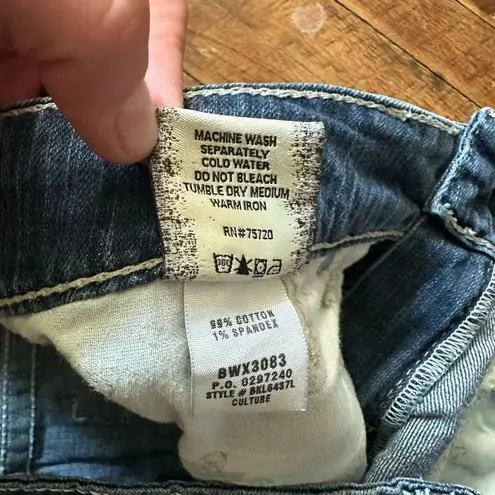 MACHINE WASH
SEPARATELY
COLD WATER
DO NOT BLEACH
TUMBLE DRY MEDIUM
WARM IRON
RN#75720
99% COTTON
1% SPANDEX
BWX3083
P.O. 0297240
STYLE # BKL6437L
CULTURE